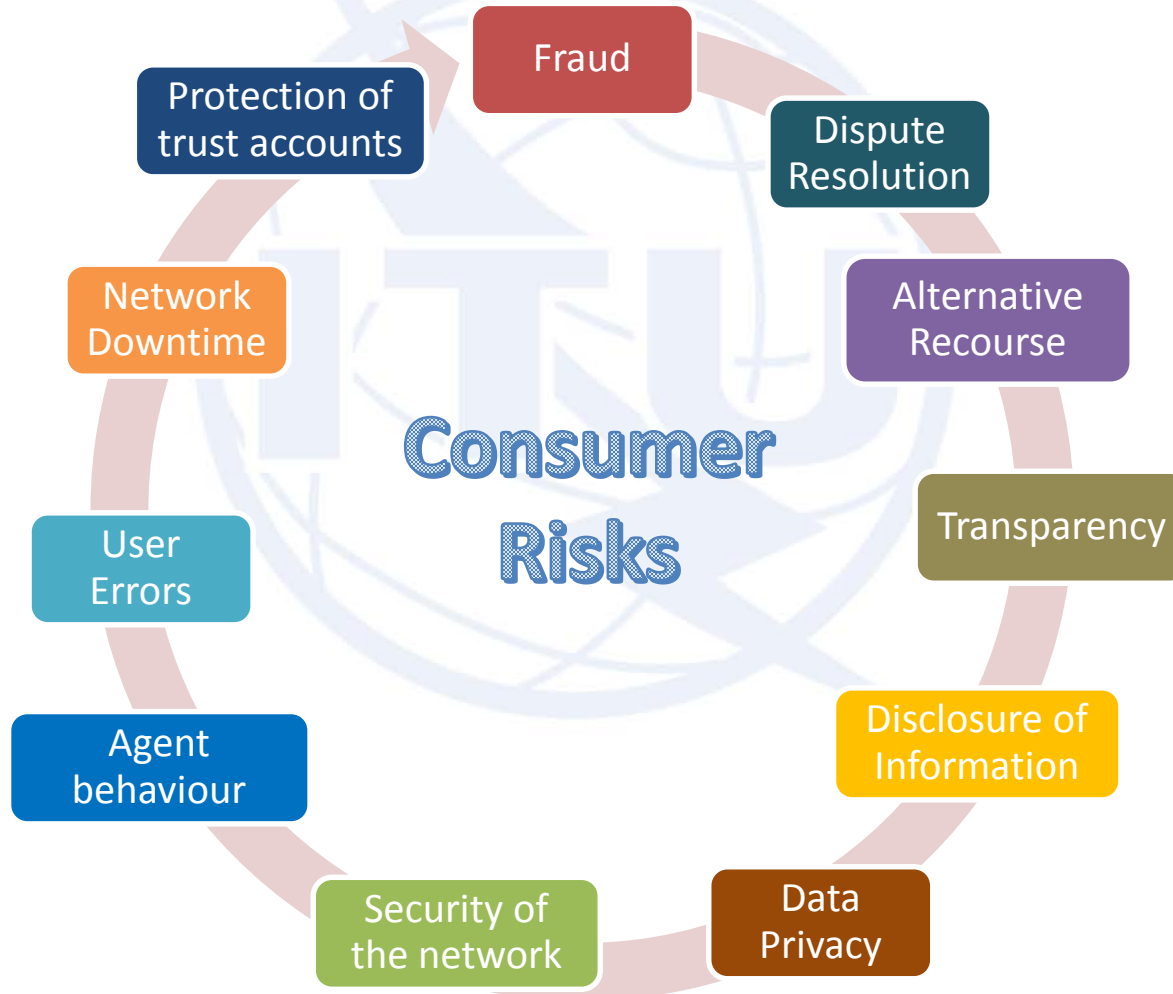 Fraud
Dispute
Resolution
Alternative
Recourse
Transparency
Disclosure of
Information
Data
Privacy
Security of
the network
Agent
behaviour
User
Errors
Network
Downtime
Protection of
trust accounts
Consumer
Risks
ITU